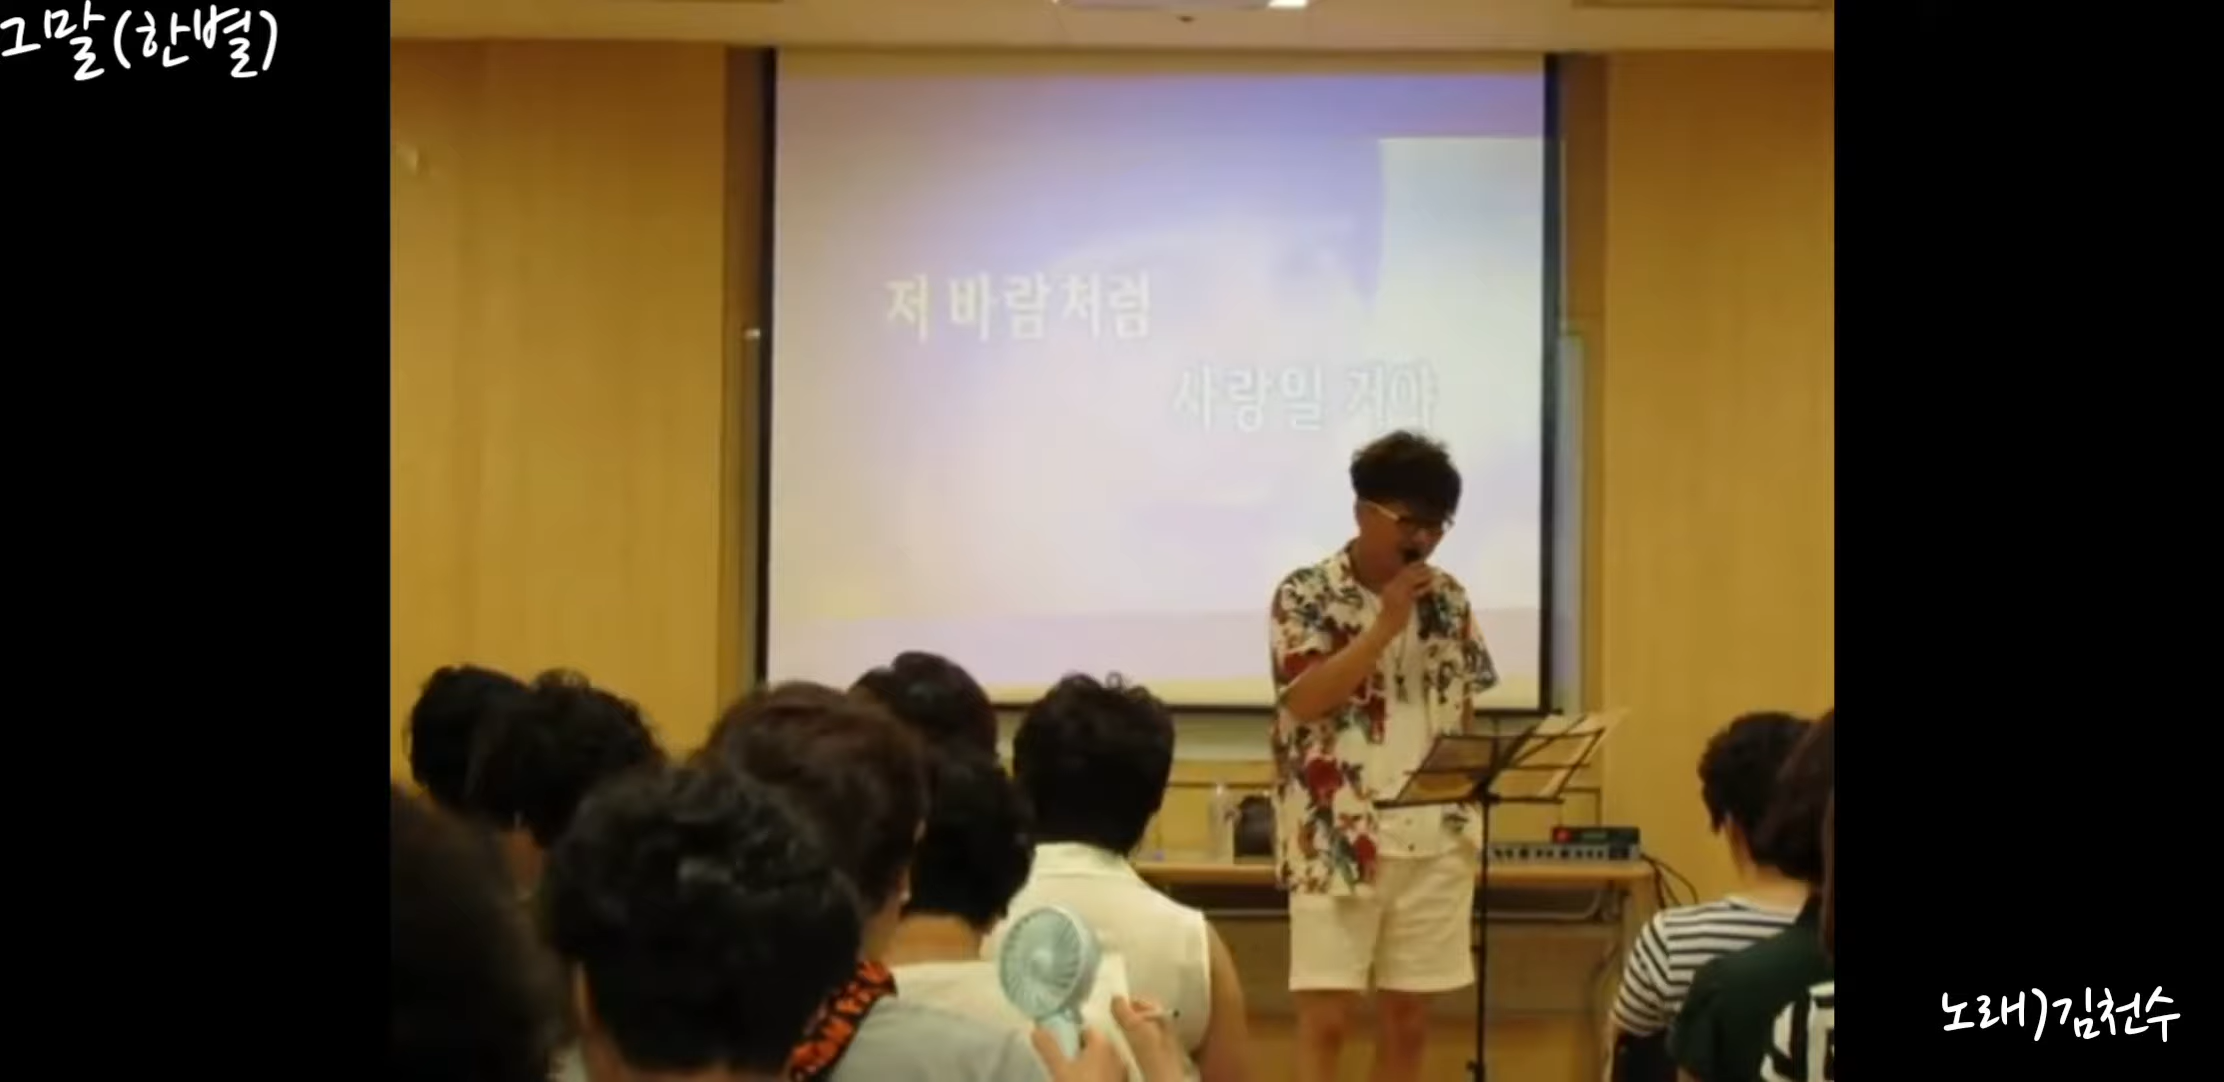 그말(한별)
저 바람처럼
사랑일 거야
노래)김천수